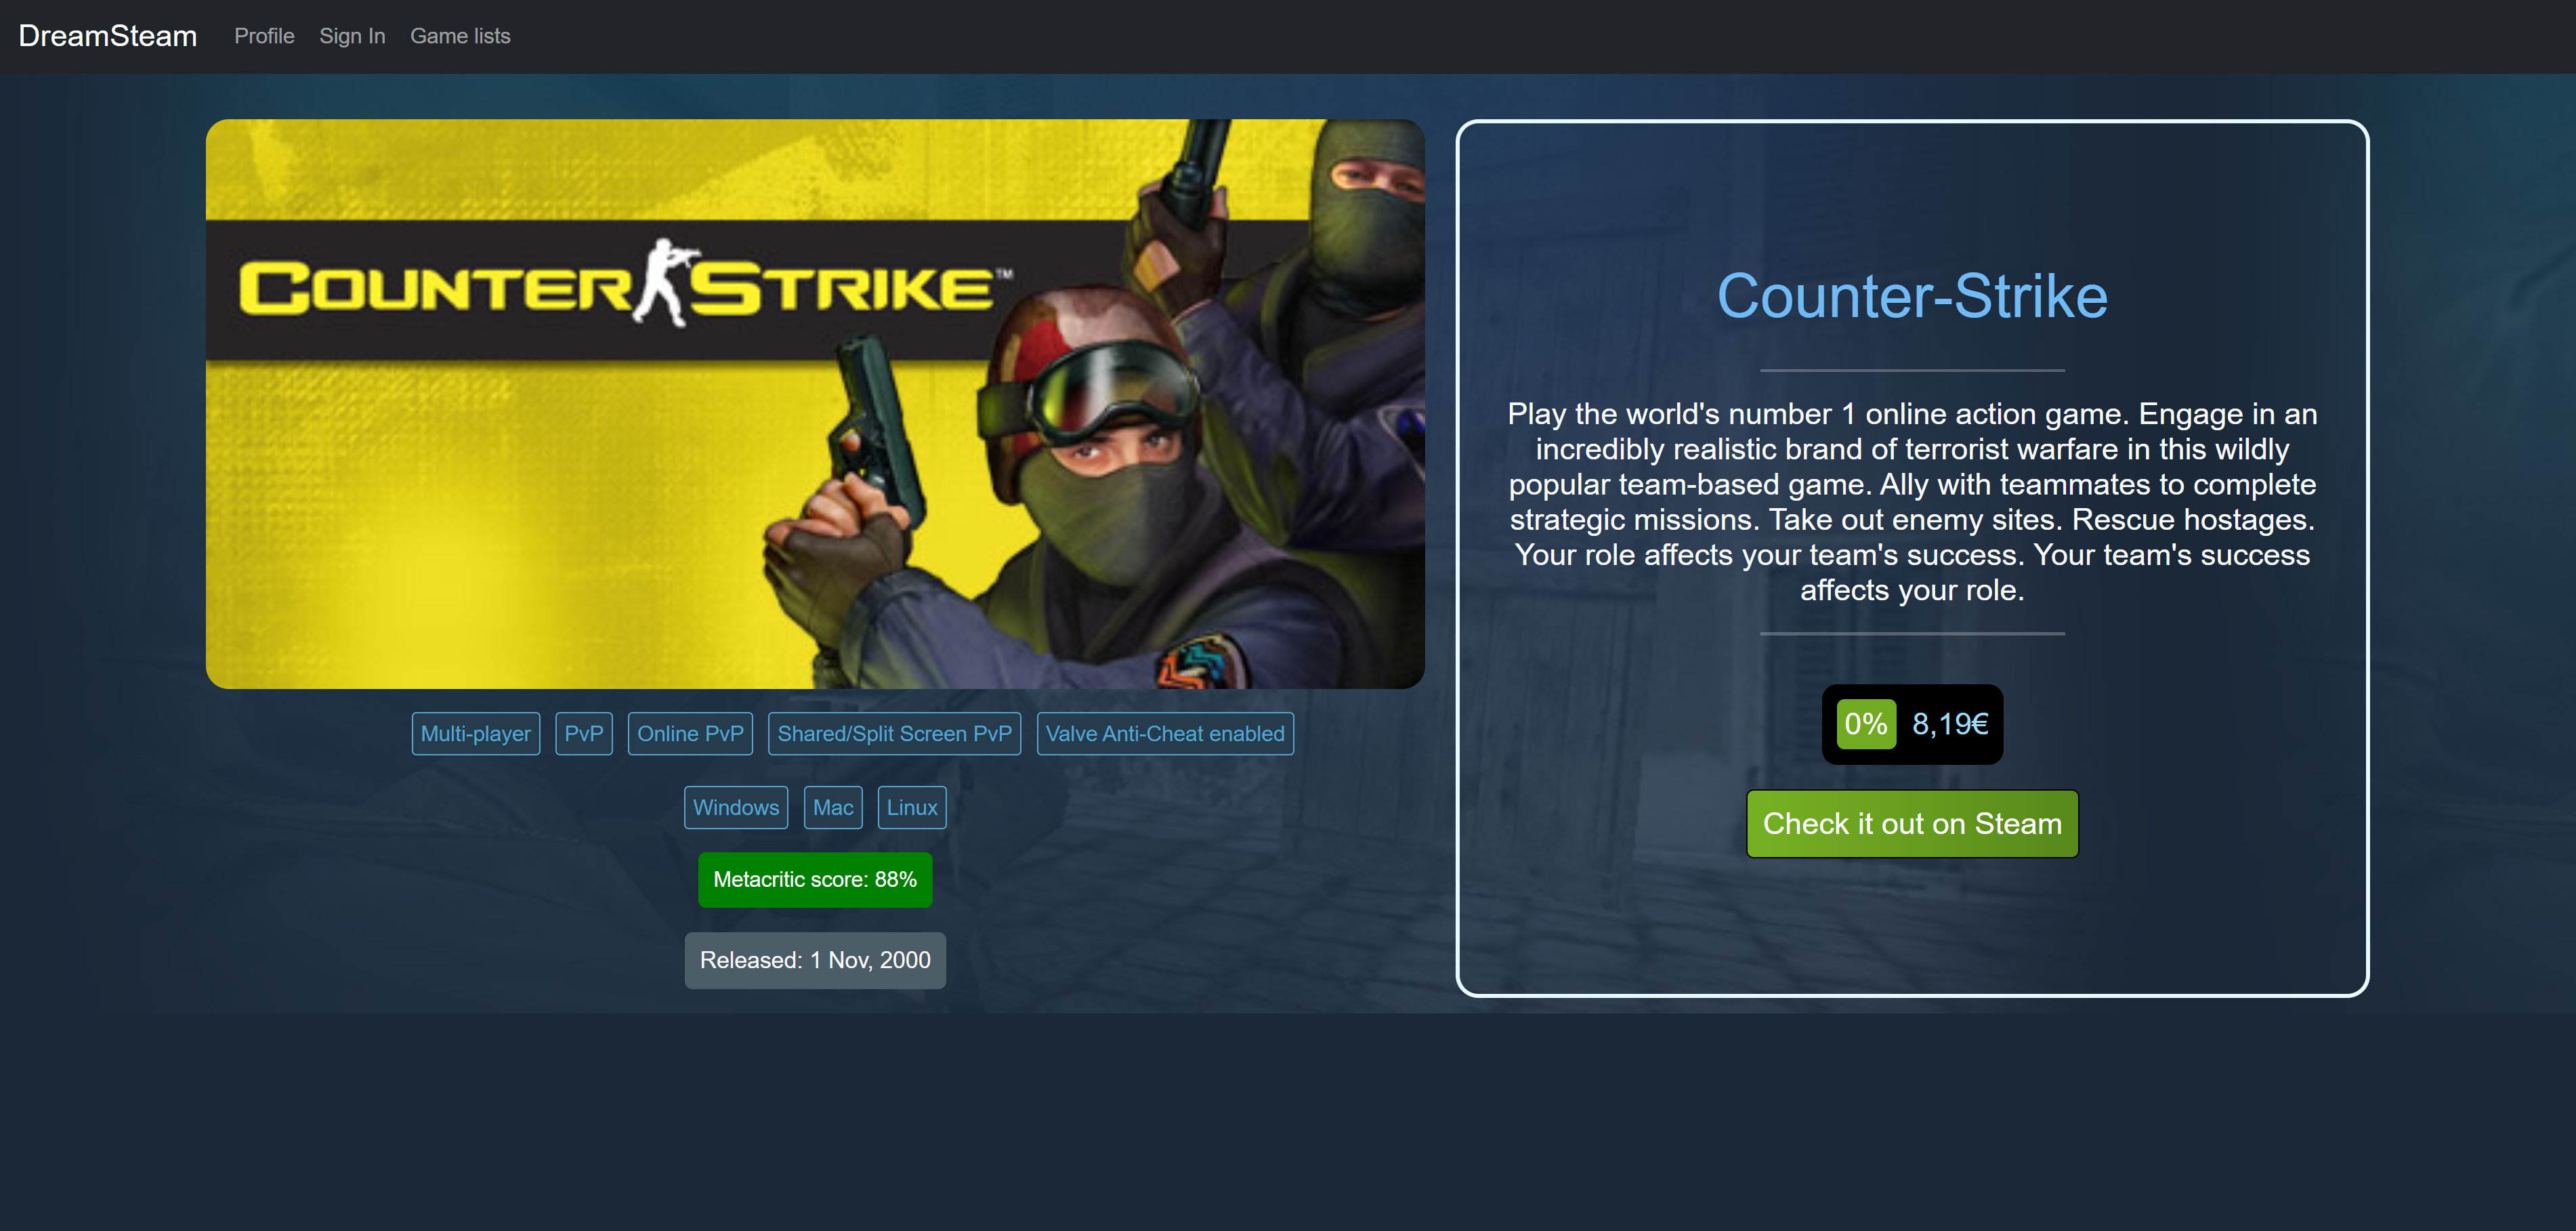 DreamSteam Profile Sign In Game lists
COUNTER STRIKE™
Multi-player PvP Online PvP Shared/Split Screen PvP Valve Anti-Cheat enabled
Windows Mac Linux
Metacritic score: 88%
Released: 1 Nov, 2000
Counter-Strike
Play the world's number 1 online action game. Engage in an
incredibly realistic brand of terrorist warfare in this wildly
popular team-based game. Ally with teammates to complete
strategic missions. Take out enemy sites. Rescue hostages.
Your role affects your team's success. Your team's success
affects your role.
0% 8,19€
Check it out on Steam